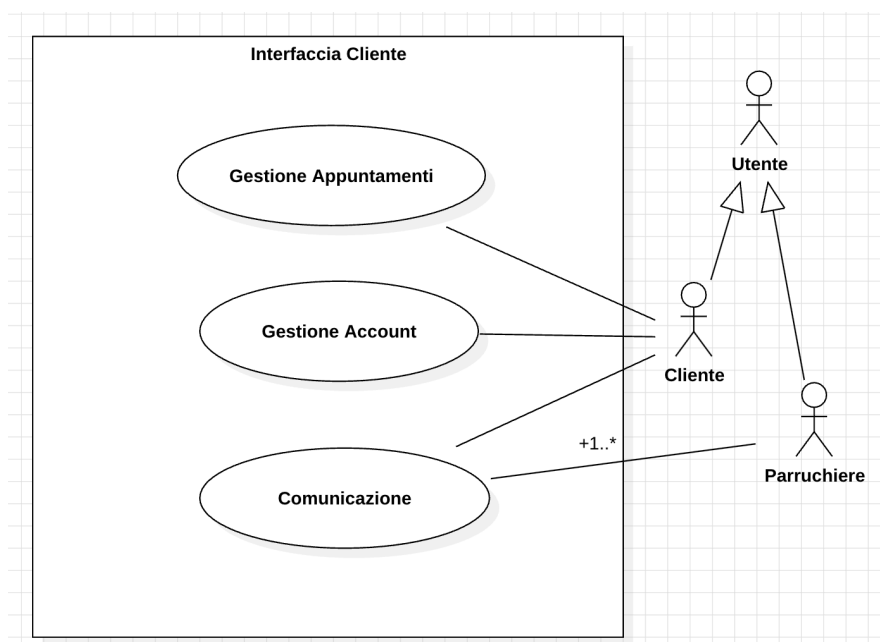 Interfaccia Cliente
Utente
Gestione Appuntamenti
Gestione Account
Cliente
+1..*
Parruchiere
Comunicazione